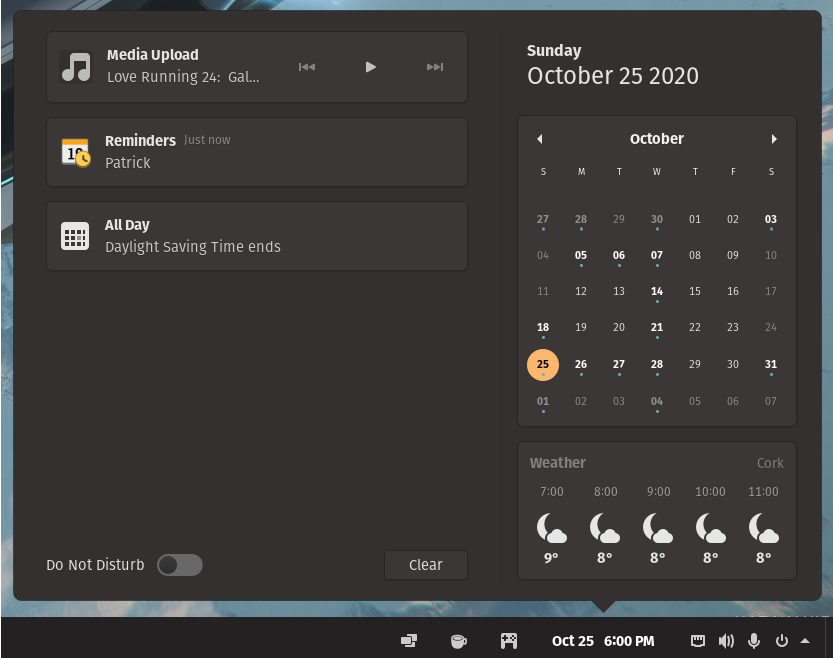 Media Upload
Love Running 24:  Gal...
Reminders Just now
Patrick
All Day
Daylight Saving Time ends
Do Not Disturb
Clear
Sunday
October 25 2020
October
S M T W T F S
27 28 29 30 01 02 03
04 05 06 07 08 09 10
11 12 13 14 15 16 17
18 19 20 21 22 23 24
25 26 27 28 29 30 31
01 02 03 04 05 06 07
Weather Cork
7:00 8:00 9:00 10:00 11:00
9° 8° 8° 8° 8°
Oct 25 6:00 PM